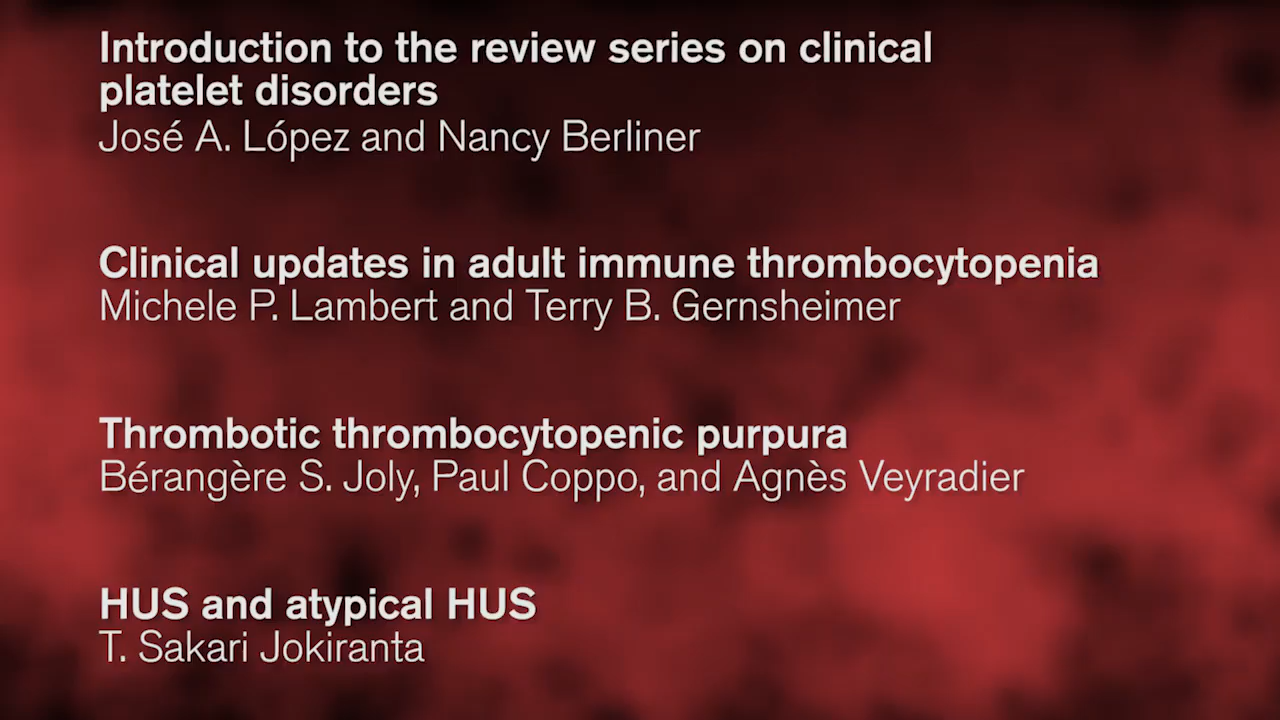 Introduction to the review series on clinical
platelet disorders
José A. López and Nancy Berliner
Clinical updates in adult immune thrombocytopenia
Michele P. Lambert and Terry B. Gernsheimer
Thrombotic thrombocytopenic purpura
Bérangère S. Joly, Paul Coppo, and Agnès Veyradier
HUS and atypical HUS
T. Sakari Jokiranta